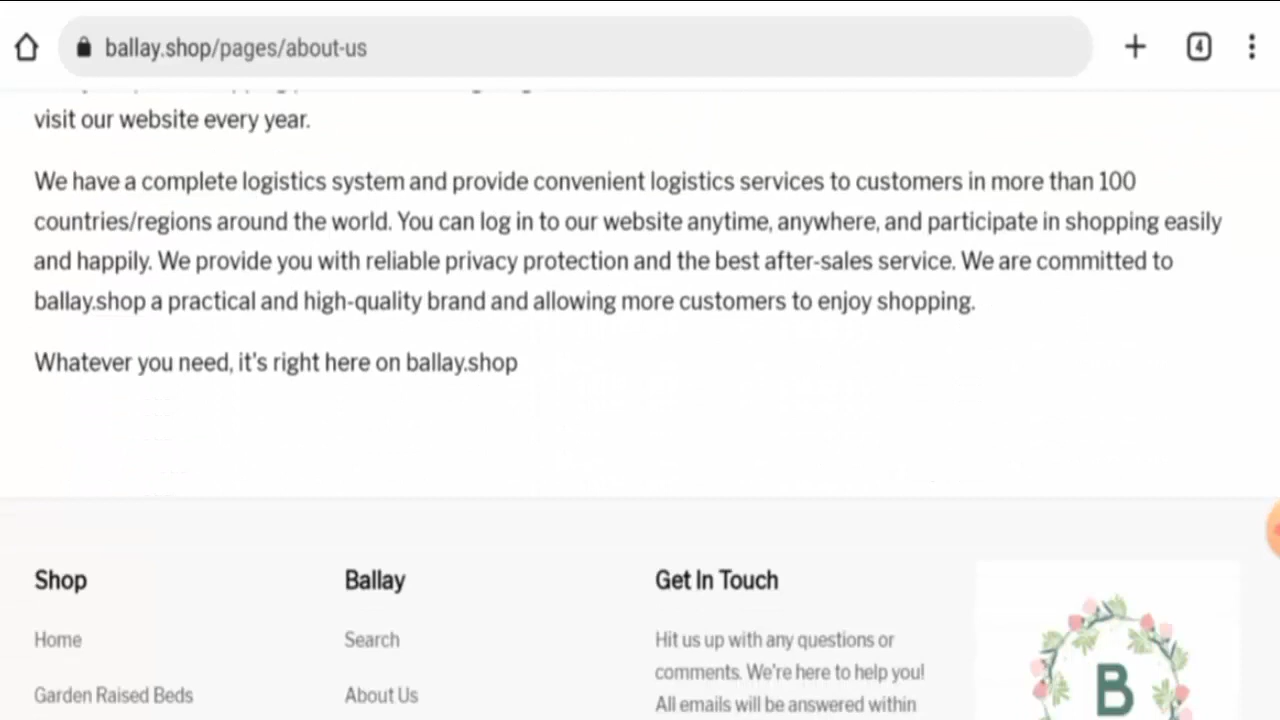 ballay.shop/pages/about-us
4
visit our website every year.
We have a complete logistics system and provide convenient logistics services to customers in more than 100
countries/regions around the world. You can log in to our website anytime, anywhere, and participate in shopping easily
and happily. We provide you with reliable privacy protection and the best after-sales service. We are committed to
ballay.shop a practical and high-quality brand and allowing more customers to enjoy shopping.
Whatever you need, it's right here on ballay.shop
Shop
Home
Garden Raised Beds
Ballay
Search
About Us
Get In Touch
Hit us up with any questions or
comments. We're here to help you!
All emails will be answered within
B